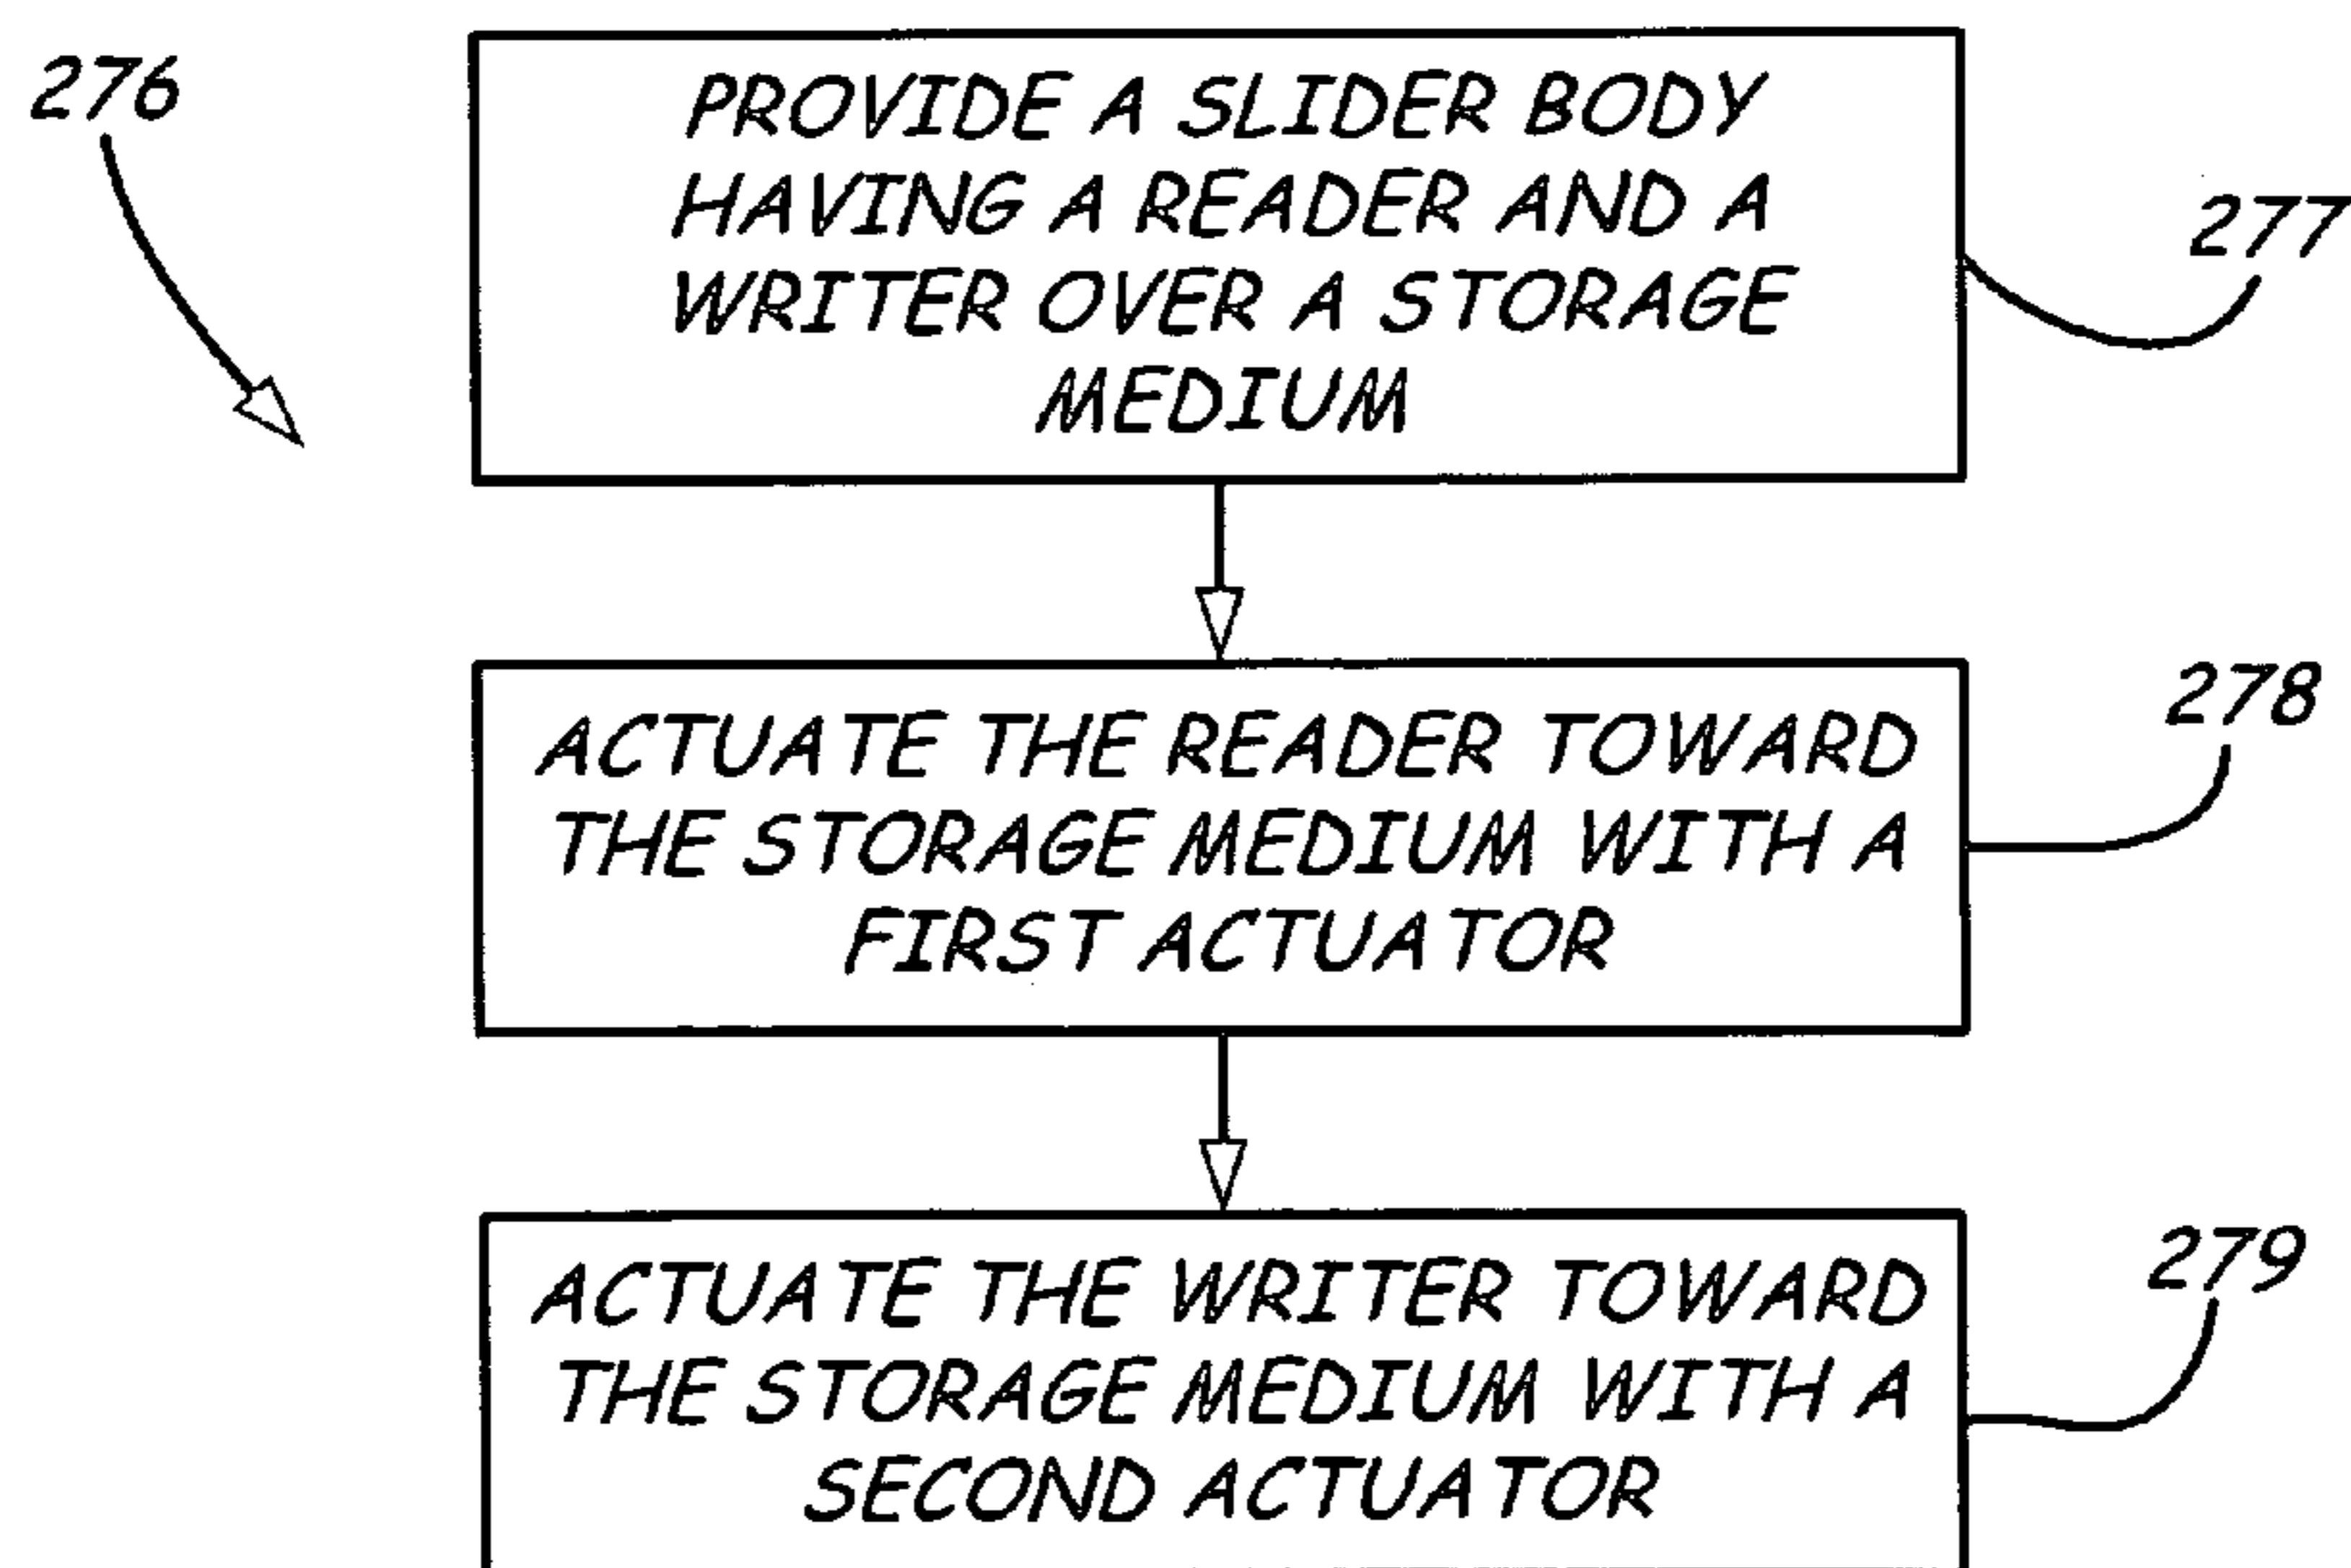 276
PROVIDE A SLIDER BODY
HAVING A READER AND A
WRITER OVER A STORAGE
MEDIUM
277
ACTUATE THE READER TOWARD
THE STORAGE MEDIUM WITH A
FIRST ACTUATOR
278
ACTUATE THE WRITER TOWARD
THE STORAGE MEDIUM WITH A
SECOND ACTUATOR
279